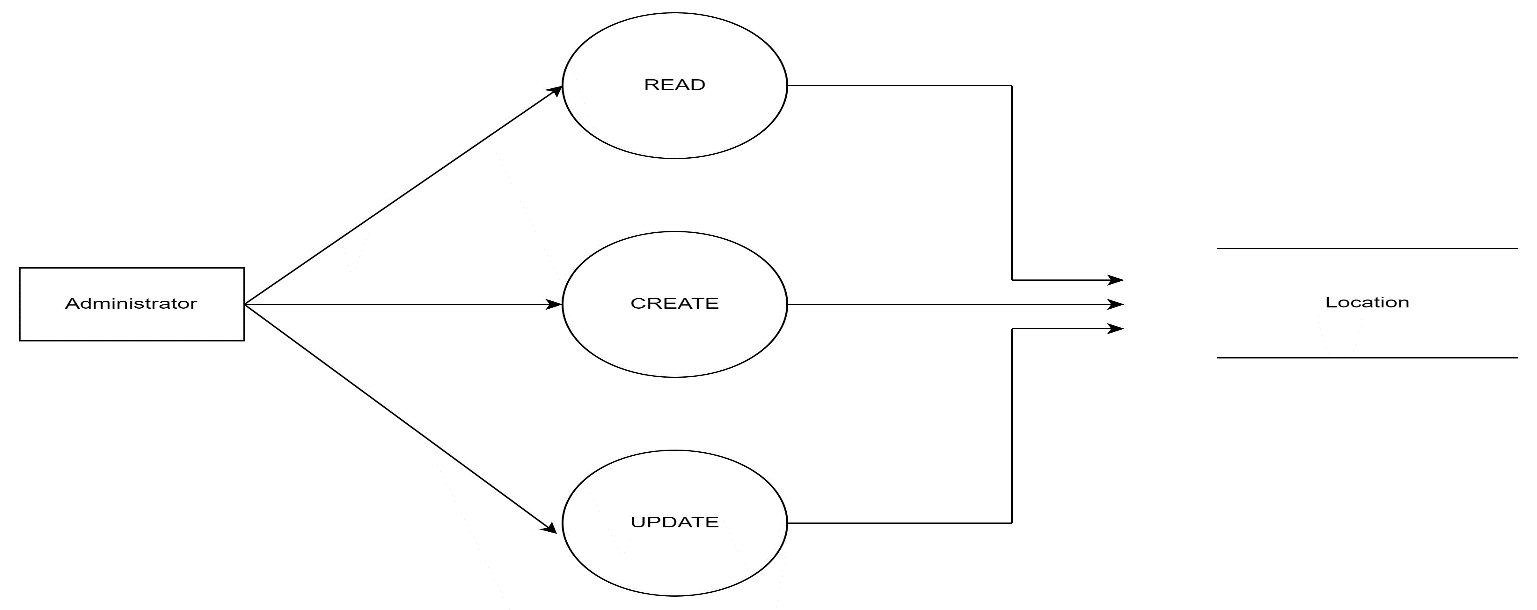 READ
Administrator
CREATE
Location
UPDATE